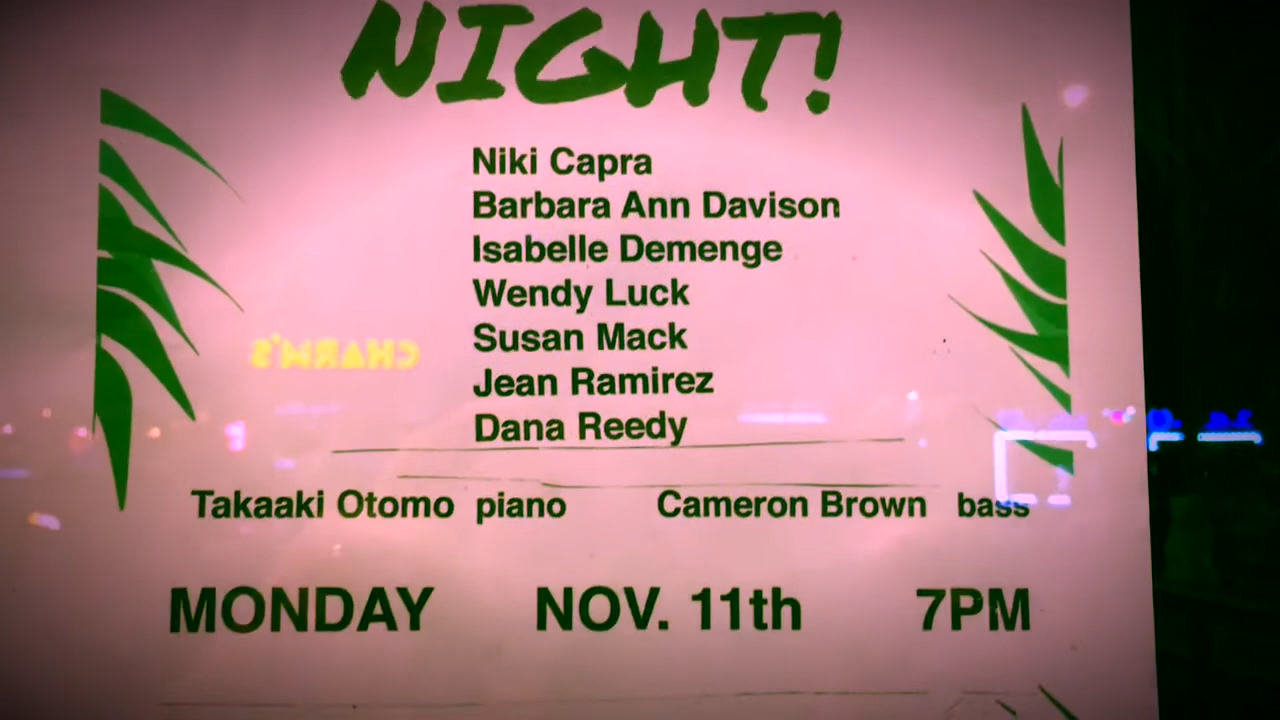 NIGHT!
Niki Capra
Barbara Ann Davison
Isabelle Demenge
Wendy Luck
Susan Mack
Jean Ramirez
Dana Reedy
CHARM'S
Takaaki Otomo piano Cameron Brown bass
MONDAY NOV. 11th 7PM